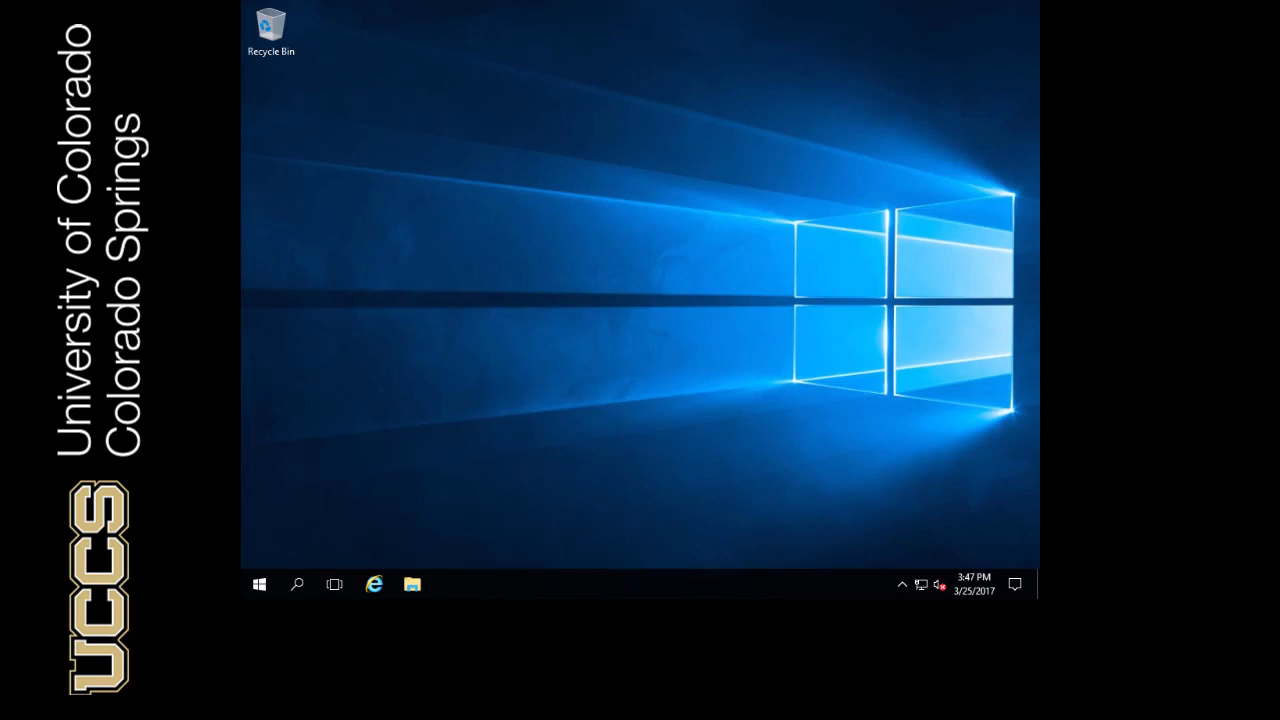 University of Colorado
Colorado Springs
UCCS
Recycle Bin
3:47 PM
3/25/2017